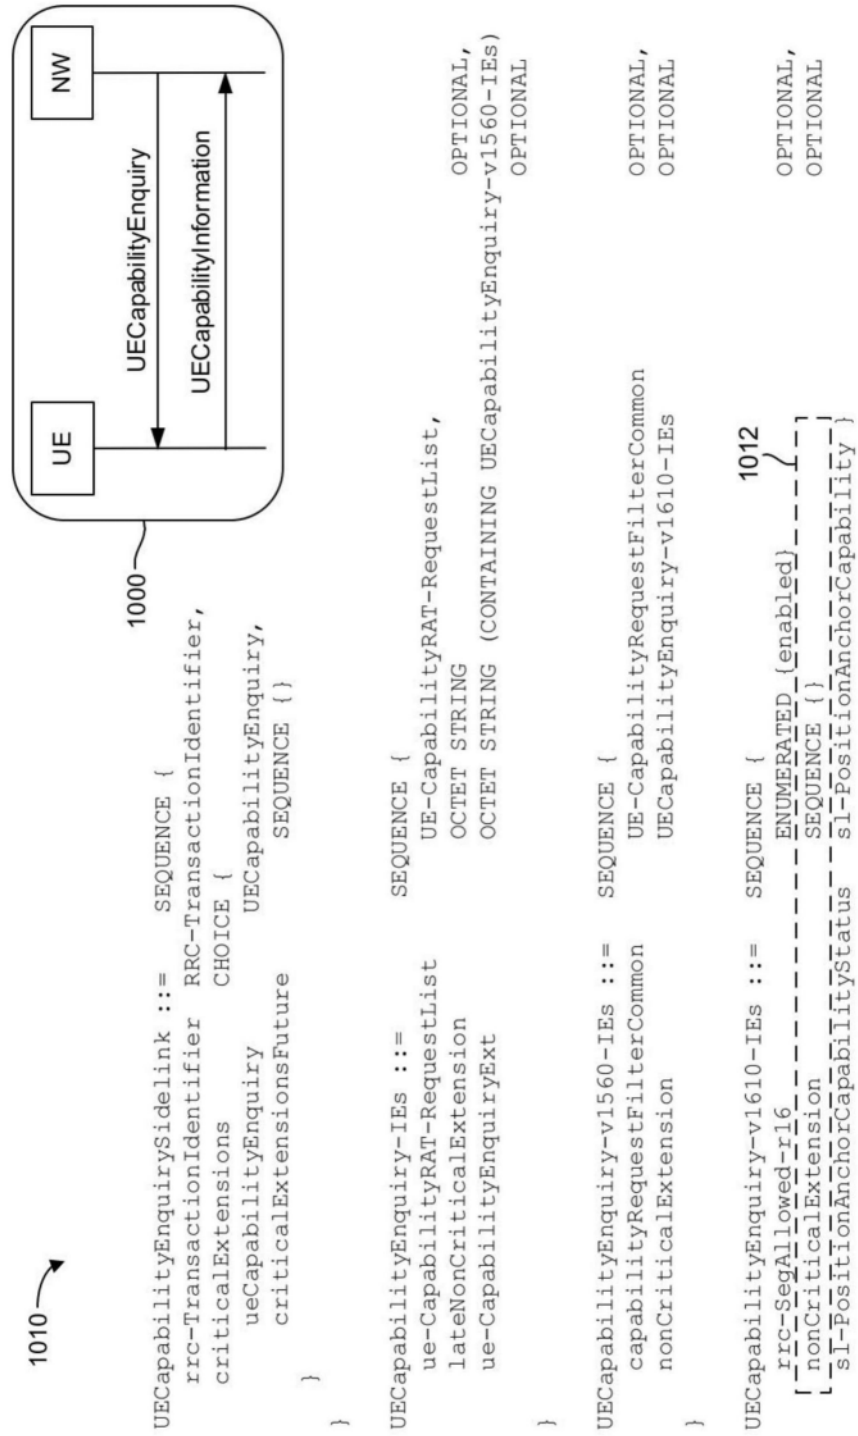 1010
UECapabilityEnquirySidelink ::= SEQUENCE {
rrc-TransactionIdentifier RRC-TransactionIdentifier,
criticalExtensions CHOICE {
ueCapabilityEnquiry UECapabilityEnquiry,
criticalExtensionsFuture SEQUENCE {}
}
}
UECapabilityEnquiry-IEs ::= SEQUENCE {
ue-CapabilityRAT-RequestList UE-CapabilityRAT-RequestList,
lateNonCriticalExtension OCTET STRING OPTIONAL,
ue-CapabilityEnquiryExt OCTET STRING (CONTAINING UECapabilityEnquiry-v1560-IEs)
OPTIONAL
}
UECapabilityEnquiry-v1560-IEs ::= SEQUENCE {
capabilityRequestFilterCommon UE-CapabilityRequestFilterCommon OPTIONAL,
nonCriticalExtension UECapabilityEnquiry-v1610-IEs OPTIONAL
}
UECapabilityEnquiry-v1610-IEs ::= SEQUENCE {
rrc-SegAllowed-r16 ENUMERATED {enabled} OPTIONAL,
nonCriticalExtension SEQUENCE {} OPTIONAL
sl-PositionAnchorCapabilityStatus sl-PositionAnchorCapability }
1012
1000
UE
NW
UECapabilityEnquiry
UECapabilityInformation